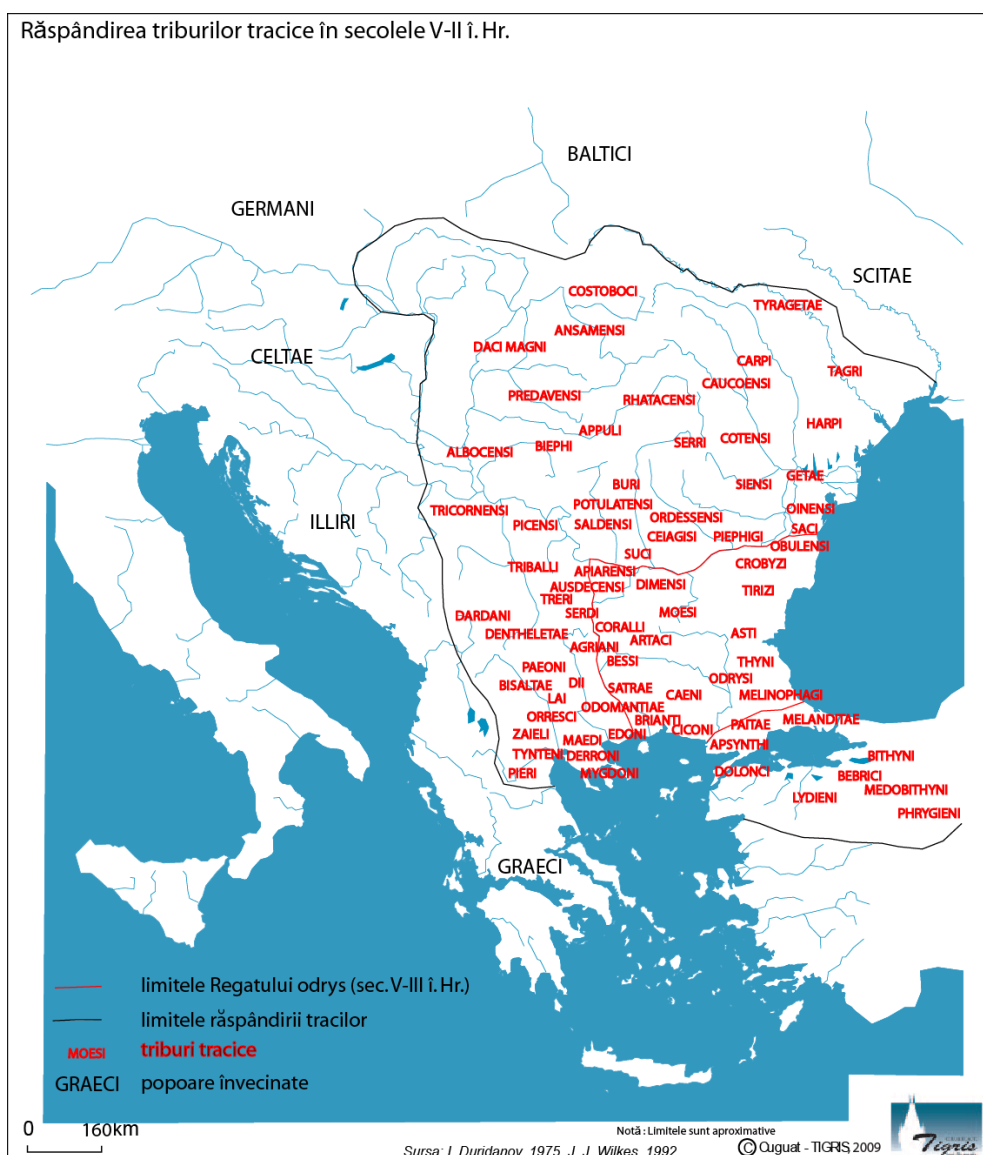 Răspândirea triburilor tracice în secolele V-II î. Hr.
BALTICI
GERMANI
SCITAE
COSTOBOCI
TYRAGETAE
ANSAMENSI
DACI MAGNI
CELTAE
CARPI
TAGRI
CAUCOENSI
PREDAVENSI
RHATACENSI
HARPI
APPULI
SERRI
COTENSI
BIEPHI
ALBOCENSI
GETAE
BURI
SIENSI
POTULATENSI
OINENSI
TRICORNENSI
ILLIRI
PICENSI
SALDENSI
ORDESSENSI
SACI
CEIAGISI
PIEPHIGI
OBULENSI
SUCI
CROBYZI
TRIBALLI
APIARENSI
AUSDECENSI
DIMENSI
TIRIZI
TRERI
SERDI
MOESI
DARDANI
CORALLI
DENTHELETAE
ARTACI
ASTI
AGRIANI
BESSI
THYNI
PAEONI
ODRYSI
BISALTAE
DII
SATRAE
CAENI
MELINOPHAGI
LAI
ODOMANTIAE
ORRESCI
BRIANTI
CICONI
PAITAE
MELANDITAE
ZAIELI
MAEDI
EDONI
APSYNTHI
TYNTENI
DERRONI
BITHYNI
PIERI
MYGDONI
DOLONCI
BEBRICI
MEDOBITHYNI
LYDIENI
PHRYGIENI
GRAECI
limitele Regatului odrys (sec. V-III î. Hr.)
limitele răspândirii tracilor
MOESI triburi tracice
GRAECI popoare învecinate
0 160km
Notă : Limitele sunt aproximative
Sursa: I. Duridanov, 1975, J. J. Wilkes, 1992
© Cuguat - TIGRIS, 2009
CUGUAT
Tigris